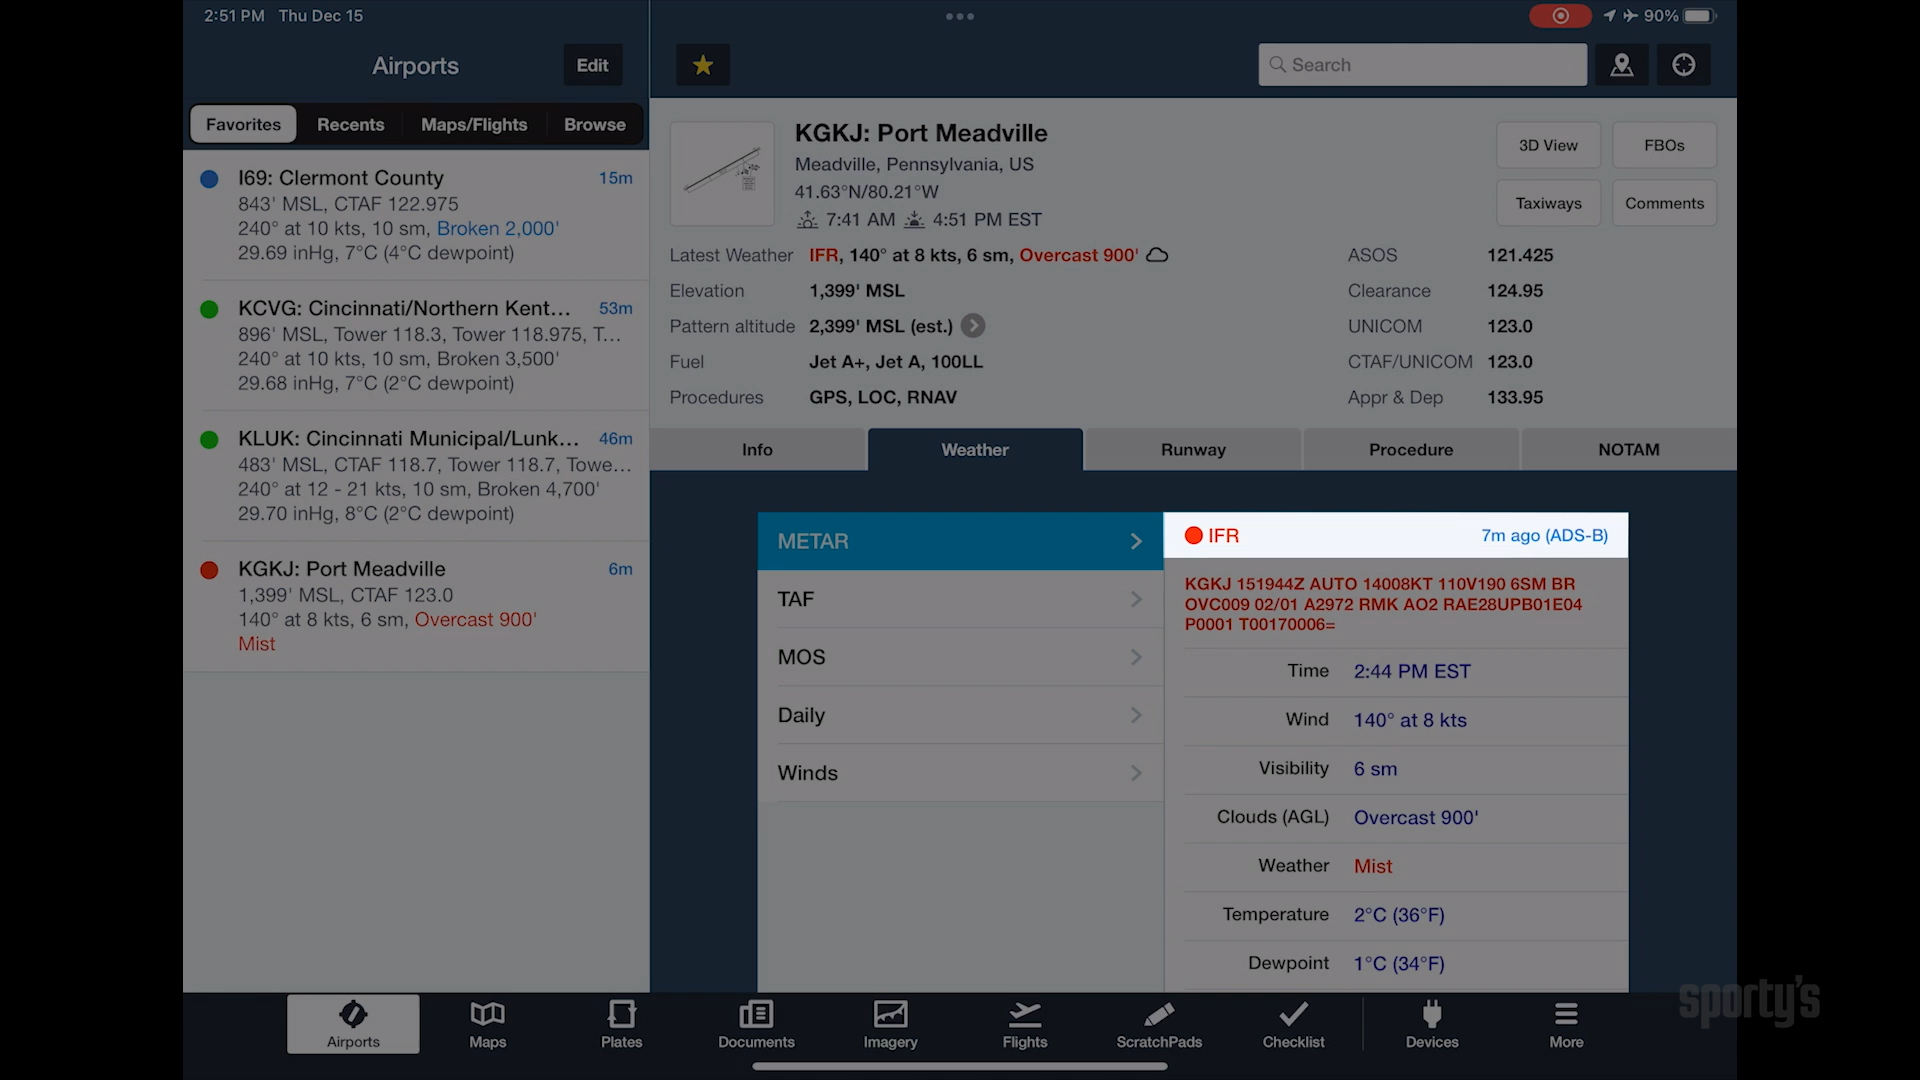 2:51 PM Thu Dec 15
90%
Airports
Edit
Search
Favorites
Recents
Maps/Flights
Browse
I69: Clermont County
15m
843' MSL, CTAF 122.975
240° at 10 kts, 10 sm, Broken 2,000'
29.69 inHg, 7°C (4°C dewpoint)
KCVG: Cincinnati/Northern Kent...
53m
896' MSL, Tower 118.3, Tower 118.975, T...
240° at 10 kts, 10 sm, Broken 3,500'
29.68 inHg, 7°C (2°C dewpoint)
KLUK: Cincinnati Municipal/Lunk...
46m
483' MSL, CTAF 118.7, Tower 118.7, Towe...
240° at 12 - 21 kts, 10 sm, Broken 4,700'
29.70 inHg, 8°C (2°C dewpoint)
KGKJ: Port Meadville
6m
1,399' MSL, CTAF 123.0
140° at 8 kts, 6 sm, Overcast 900'
Mist
KGKJ: Port Meadville
Meadville, Pennsylvania, US
41.63°N/80.21°W
7:41 AM 4:51 PM EST
3D View
FBOs
Taxiways
Comments
Latest Weather IFR, 140° at 8 kts, 6 sm, Overcast 900'
Elevation 1,399' MSL
Pattern altitude 2,399' MSL (est.)
Fuel Jet A+, Jet A, 100LL
Procedures GPS, LOC, RNAV
ASOS 121.425
Clearance 124.95
UNICOM 123.0
CTAF/UNICOM 123.0
Appr & Dep 133.95
Info
Weather
Runway
Procedure
NOTAM
METAR
TAF
MOS
Daily
Winds
IFR
7m ago (ADS-B)
KGKJ 151944Z AUTO 14008KT 110V190 6SM BR
OVC009 02/01 A2972 RMK AO2 RAE28UPB01E04
P0001 T00170006=
Time 2:44 PM EST
Wind 140° at 8 kts
Visibility 6 sm
Clouds (AGL) Overcast 900'
Weather Mist
Temperature 2°C (36°F)
Dewpoint 1°C (34°F)
Airports
Maps
Plates
Documents
Imagery
Flights
ScratchPads
Checklist
Devices
More
sporty's